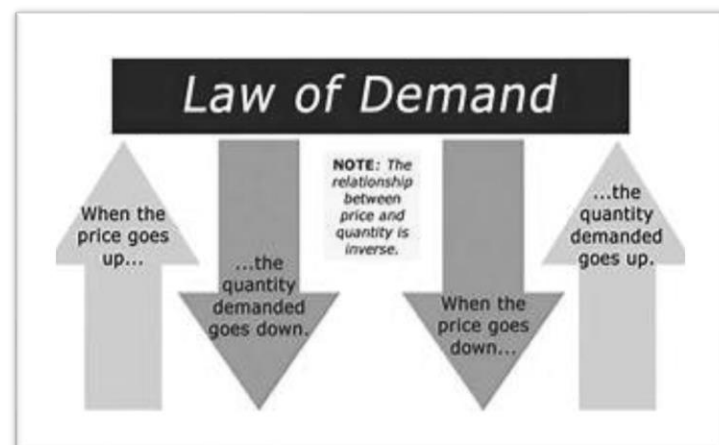 Law of Demand
When the
price goes
up...
...the
quantity
demanded
goes down.
NOTE: The
relationship
between
price and
quantity is
inverse.
When the
price goes
down...
...the
quantity
demanded
goes up.